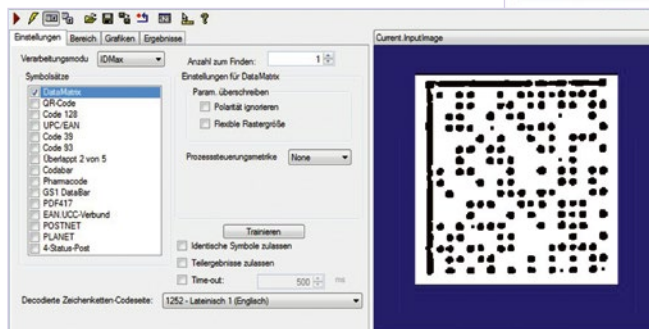 Einstellungen Bereich Grafiken Ergebnisse
Verarbeitungsmodu IDMax
Anzahl zum Finden: 1
Symbolsätze
DataMatrix
QR-Code
Code 128
UPC/EAN
Code 39
Code 93
Überlappt 2 von 5
Codabar
Pharmacode
GS1 DataBar
PDF417
EAN.UCC-Verbund
POSTNET
PLANET
4-Status-Post
Einstellungen für DataMatrix
Param. überschreiben
Polarität ignorieren
Flexible Rastergröße
Prozesssteuerungsmetrike None
Trainieren
Identische Symbole zulassen
Teilergebnisse zulassen
Time-out: 500 ms
Decodierte Zeichenketten-Codeseite: 1252 - Lateinisch 1 (Englisch)
Current.InputImage